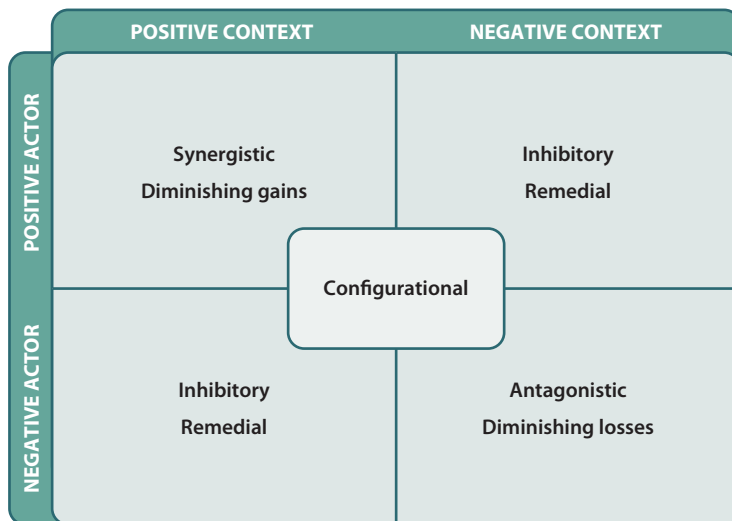 POSITIVE CONTEXT
NEGATIVE CONTEXT
POSITIVE ACTOR
Synergistic
Diminishing gains
Inhibitory
Remedial
Configurational
NEGATIVE ACTOR
Inhibitory
Remedial
Antagonistic
Diminishing losses